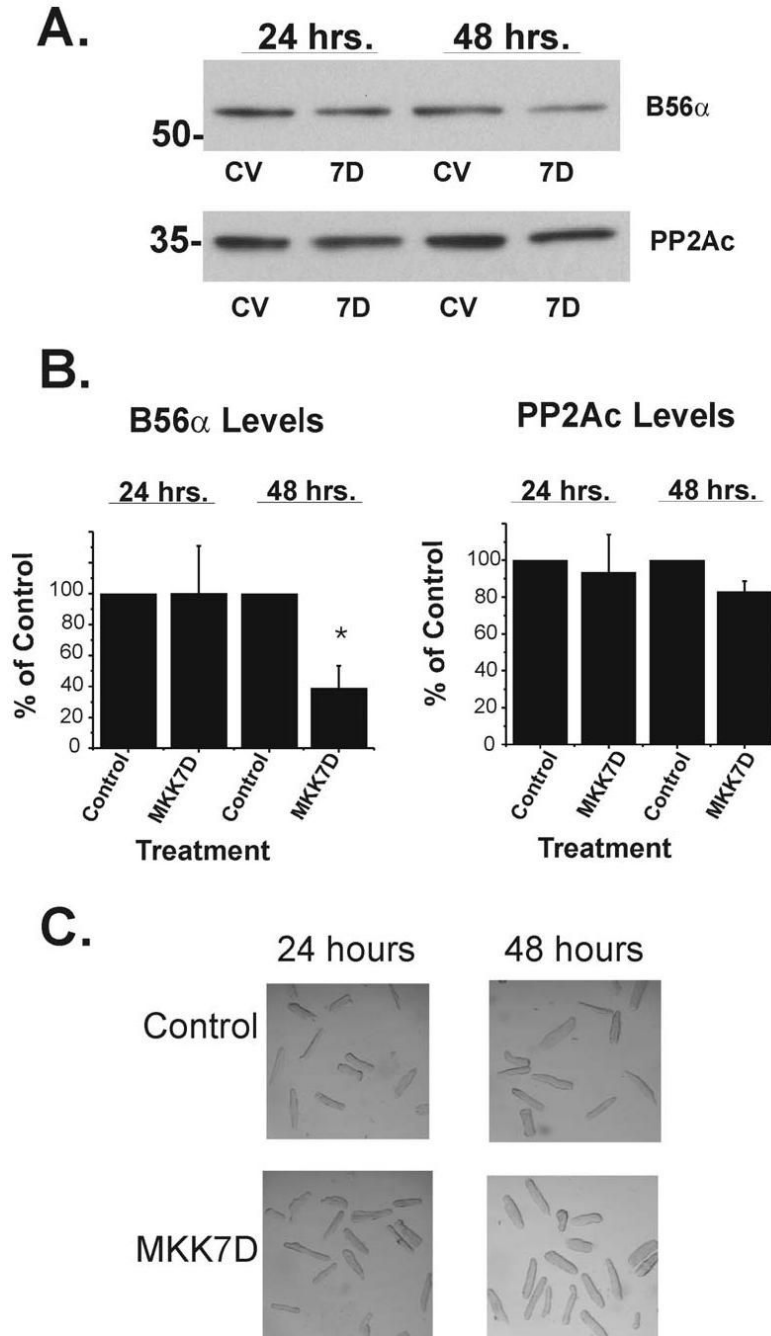 A.
24 hrs. 48 hrs.
B56α
50-
CV 7D CV 7D
35-
PP2Ac
CV 7D CV 7D
B.
B56α Levels
24 hrs. 48 hrs.
% of Control
100
80
60
40
20
0
*
Control MKK7D Control MKK7D
Treatment
PP2Ac Levels
24 hrs. 48 hrs.
% of Control
100
80
60
40
20
0
Control MKK7D Control MKK7D
Treatment
C.
24 hours 48 hours
Control
MKK7D